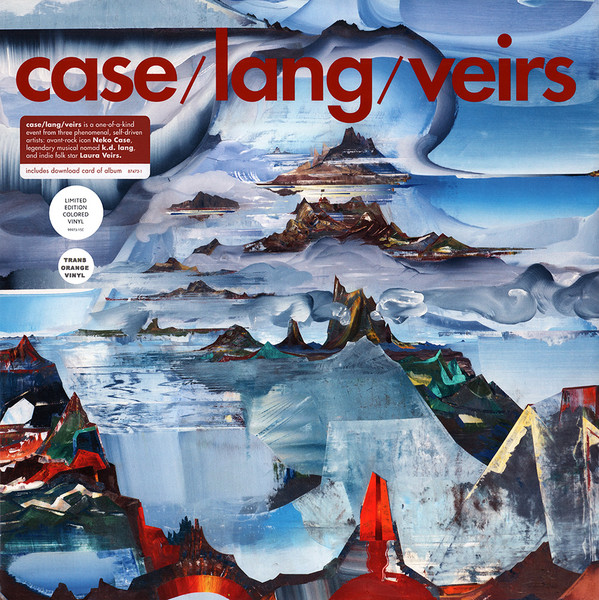 case/lang/veirs
case/lang/veirs is a one-of-a-kind
event from three phenomenal, self-driven
artists: avant-rock icon Neko Case,
legendary musical nomad k.d. lang,
and indie folk star Laura Veirs.
includes download card of album
LIMITED
EDITION
COLORED
VINYL
TRANS
ORANGE
VINYL